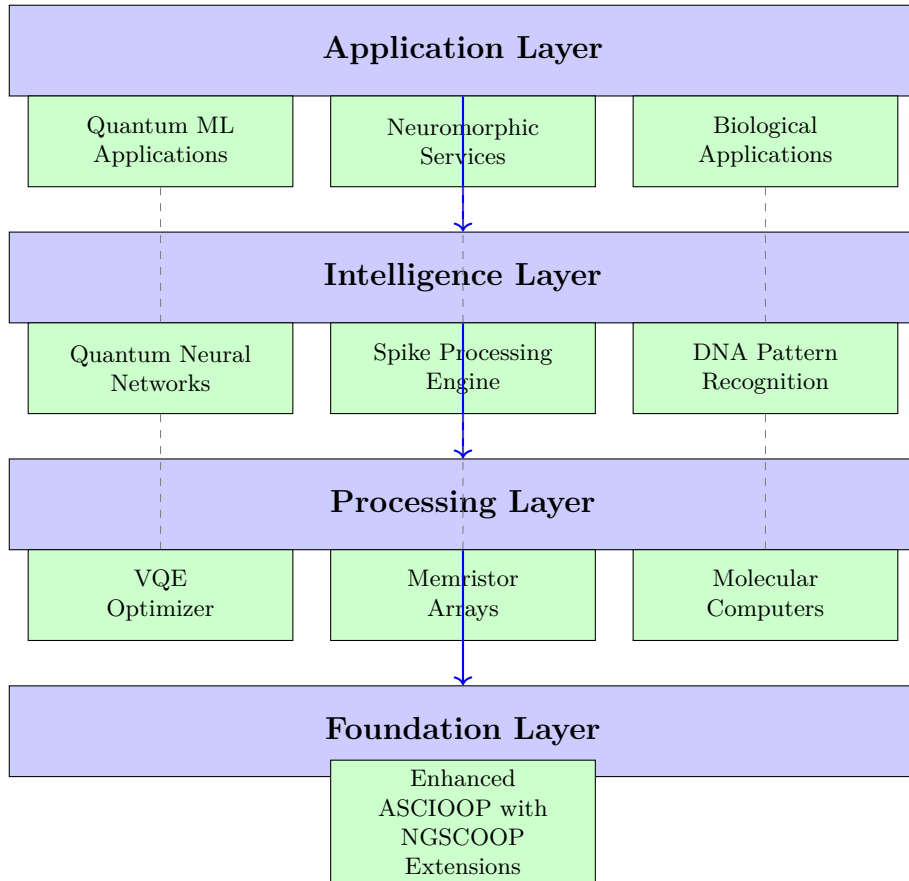 Application Layer
Quantum ML
Applications
Neuromorphic
Services
Biological
Applications
Intelligence Layer
Quantum Neural
Networks
Spike Processing
Engine
DNA Pattern
Recognition
Processing Layer
VQE
Optimizer
Memristor
Arrays
Molecular
Computers
Foundation Layer
Enhanced
ASCIOOP with
NGSCOOP
Extensions